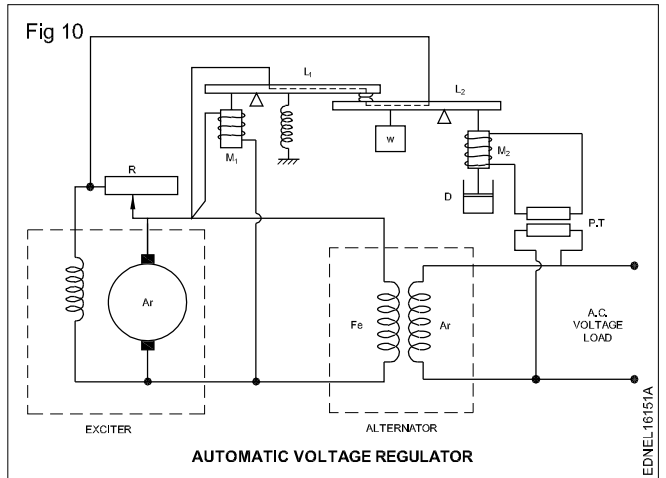 Fig 10
L1
L2
M1
W
M2
R
D
P.T
Ar
Fe
Ar
A.C.
VOLTAGE
LOAD
EXCITER
ALTERNATOR
AUTOMATIC VOLTAGE REGULATOR
EDNEL16151A